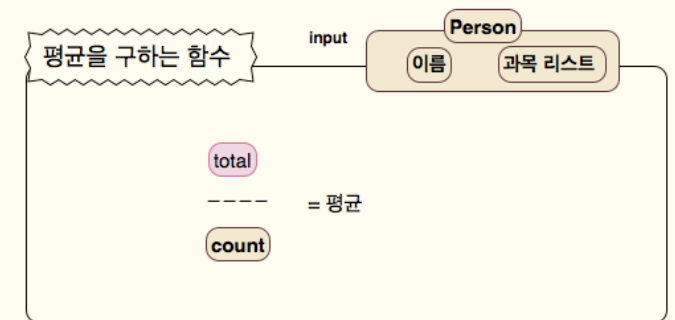 평균을 구하는 함수
input
Person
이름
과목 리스트
total
---- = 평균
count